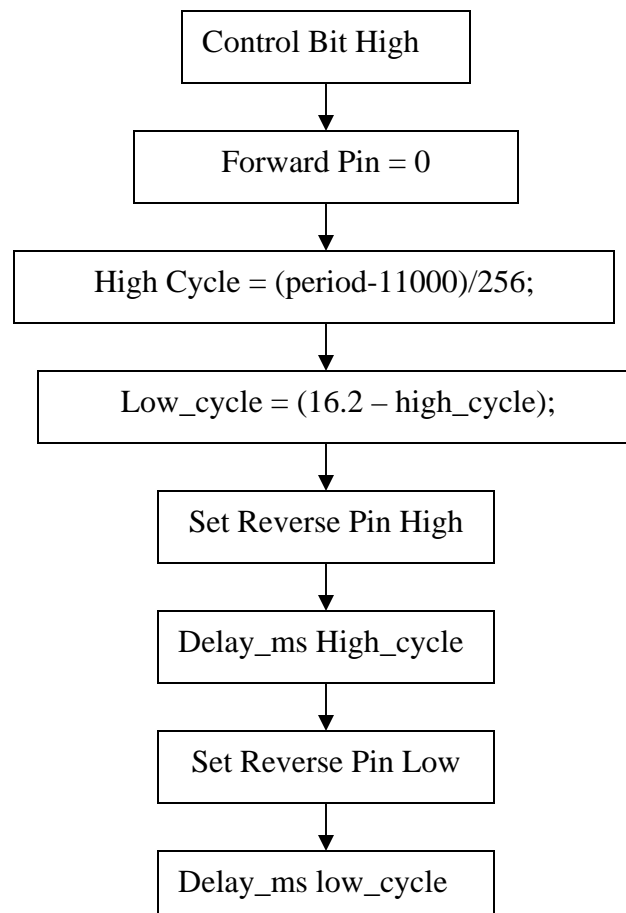 Control Bit High
Forward Pin = 0
High Cycle = (period-11000)/256;
Low_cycle = (16.2 – high_cycle);
Set Reverse Pin High
Delay_ms High_cycle
Set Reverse Pin Low
Delay_ms low_cycle